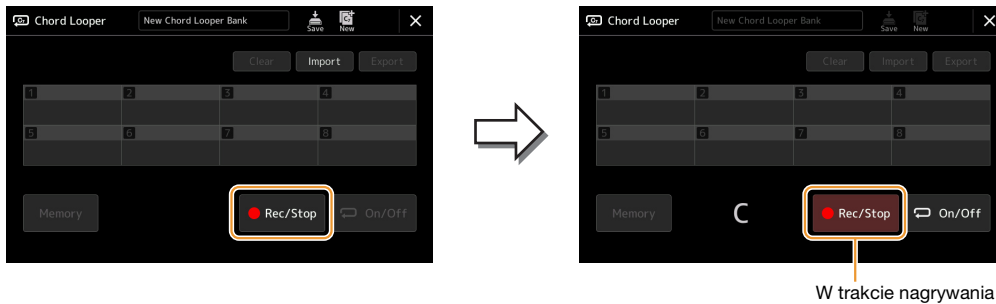 Chord Looper New Chord Looper Bank Save New
Clear Import Export
1 2 3 4
5 6 7 8
Memory Rec/Stop On/Off
Chord Looper New Chord Looper Bank Save New
Clear Import Export
1 2 3 4
5 6 7 8
Memory C Rec/Stop On/Off
W trakcie nagrywania